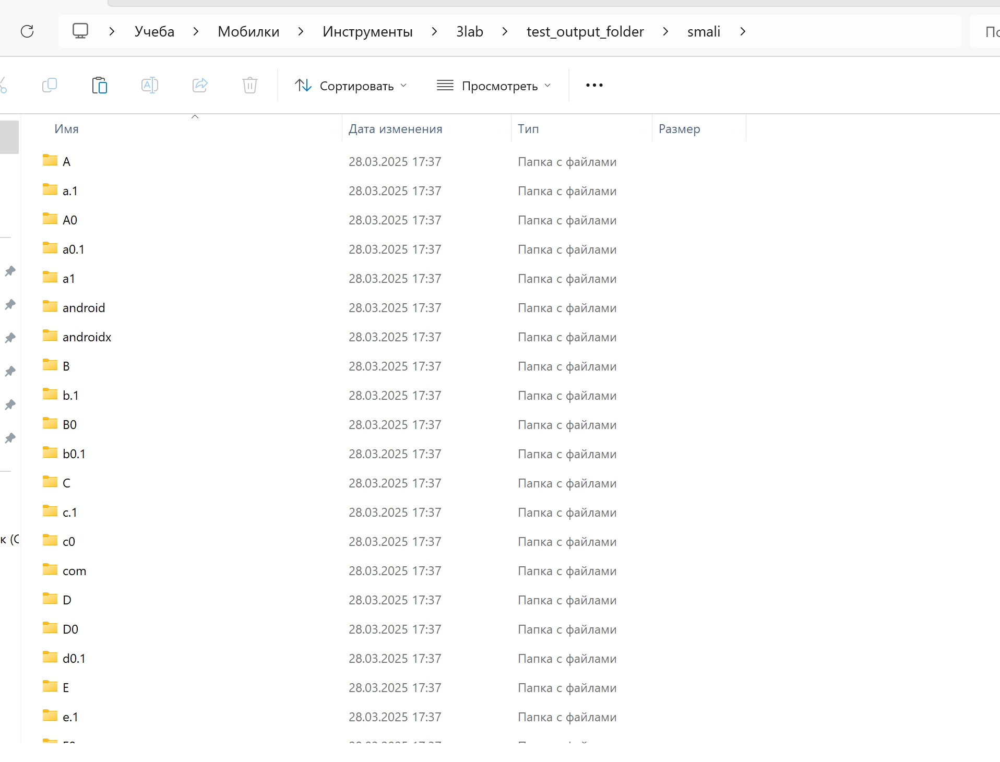 Учеба > Мобилки > Инструменты > 3lab > test_output_folder > smali >
Сортировать Просмотреть
Имя Дата изменения Тип Размер
A 28.03.2025 17:37 Папка с файлами
a.1 28.03.2025 17:37 Папка с файлами
A0 28.03.2025 17:37 Папка с файлами
a0.1 28.03.2025 17:37 Папка с файлами
a1 28.03.2025 17:37 Папка с файлами
android 28.03.2025 17:37 Папка с файлами
androidx 28.03.2025 17:37 Папка с файлами
B 28.03.2025 17:37 Папка с файлами
b.1 28.03.2025 17:37 Папка с файлами
B0 28.03.2025 17:37 Папка с файлами
b0.1 28.03.2025 17:37 Папка с файлами
C 28.03.2025 17:37 Папка с файлами
c.1 28.03.2025 17:37 Папка с файлами
c0 28.03.2025 17:37 Папка с файлами
com 28.03.2025 17:37 Папка с файлами
D 28.03.2025 17:37 Папка с файлами
D0 28.03.2025 17:37 Папка с файлами
d0.1 28.03.2025 17:37 Папка с файлами
E 28.03.2025 17:37 Папка с файлами
e.1 28.03.2025 17:37 Папка с файлами